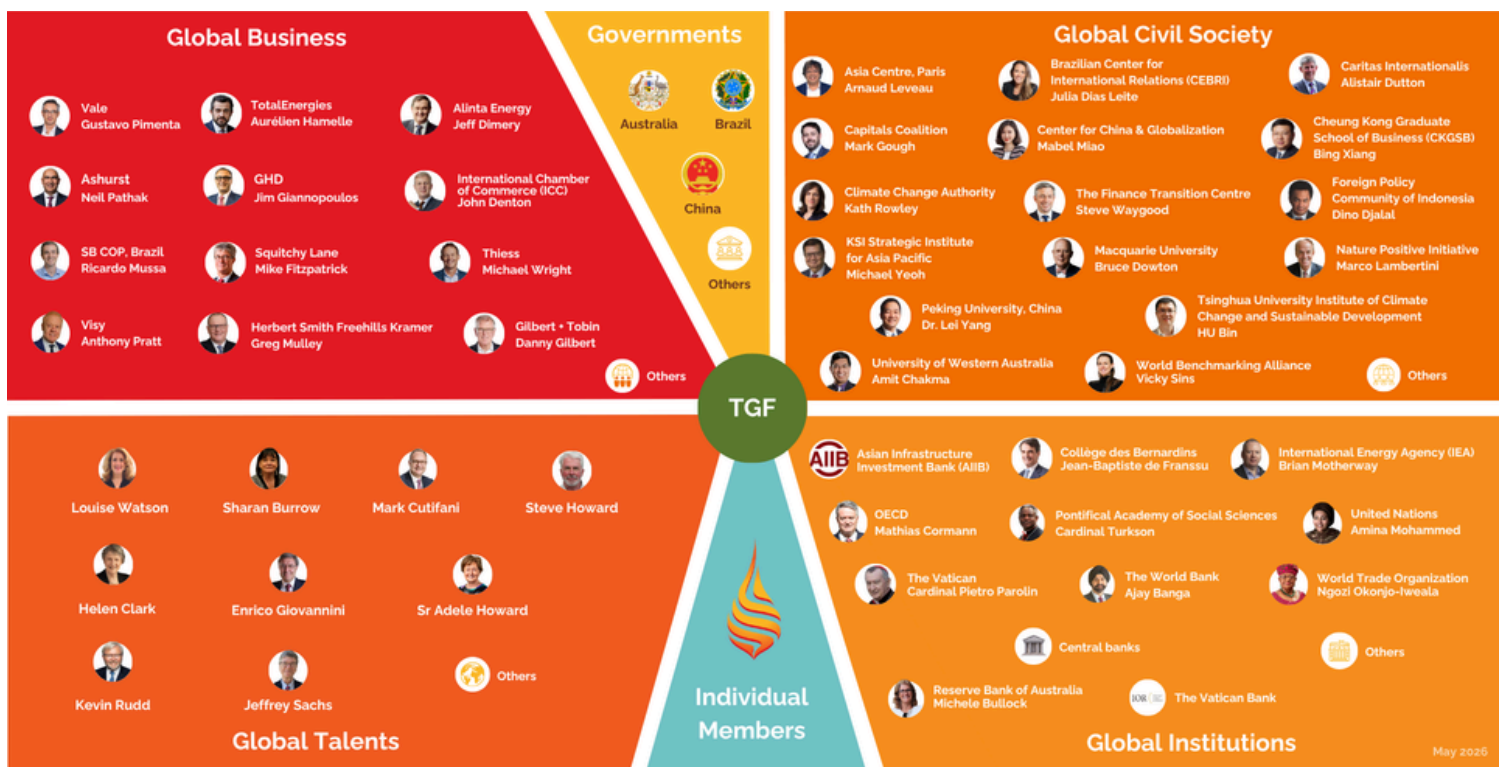 Global Business
Vale
Gustavo Pimenta
TotalEnergies
Aurélien Hamelle
Alinta Energy
Jeff Dimery
Ashurst
Neil Pathak
GHD
Jim Giannopoulos
International Chamber
of Commerce (ICC)
John Denton
SB COP, Brazil
Ricardo Mussa
Squitchy Lane
Mike Fitzpatrick
Thiess
Michael Wright
Visy
Anthony Pratt
Herbert Smith Freehills Kramer
Greg Mulley
Gilbert + Tobin
Danny Gilbert
Others
Governments
Australia
Brazil
China
Others
Global Civil Society
Asia Centre, Paris
Arnaud Leveau
Brazilian Center for
International Relations (CEBRI)
Julia Dias Leite
Caritas Internationalis
Alistair Dutton
Capitals Coalition
Mark Gough
Center for China & Globalization
Mabel Miao
Cheung Kong Graduate
School of Business (CKGSB)
Bing Xiang
Climate Change Authority
Kath Rowley
The Finance Transition Centre
Steve Waygood
Foreign Policy
Community of Indonesia
Dino Djalal
KSI Strategic Institute
for Asia Pacific
Michael Yeoh
Macquarie University
Bruce Dowton
Nature Positive Initiative
Marco Lambertini
Peking University, China
Dr. Lei Yang
Tsinghua University Institute of Climate
Change and Sustainable Development
HU Bin
University of Western Australia
Amit Chakma
World Benchmarking Alliance
Vicky Sins
Others
TGF
Louise Watson
Sharan Burrow
Mark Cutifani
Steve Howard
Helen Clark
Enrico Giovannini
Sr Adele Howard
Kevin Rudd
Jeffrey Sachs
Others
Global Talents
Individual
Members
AIIB
Asian Infrastructure
Investment Bank (AIIB)
Collège des Bernardins
Jean-Baptiste de Franssu
International Energy Agency (IEA)
Brian Motherway
OECD
Mathias Cormann
Pontifical Academy of Social Sciences
Cardinal Turkson
United Nations
Amina Mohammed
The Vatican
Cardinal Pietro Parolin
The World Bank
Ajay Banga
World Trade Organization
Ngozi Okonjo-Iweala
Central banks
Others
Reserve Bank of Australia
Michele Bullock
IOR
The Vatican Bank
Global Institutions
May 2026